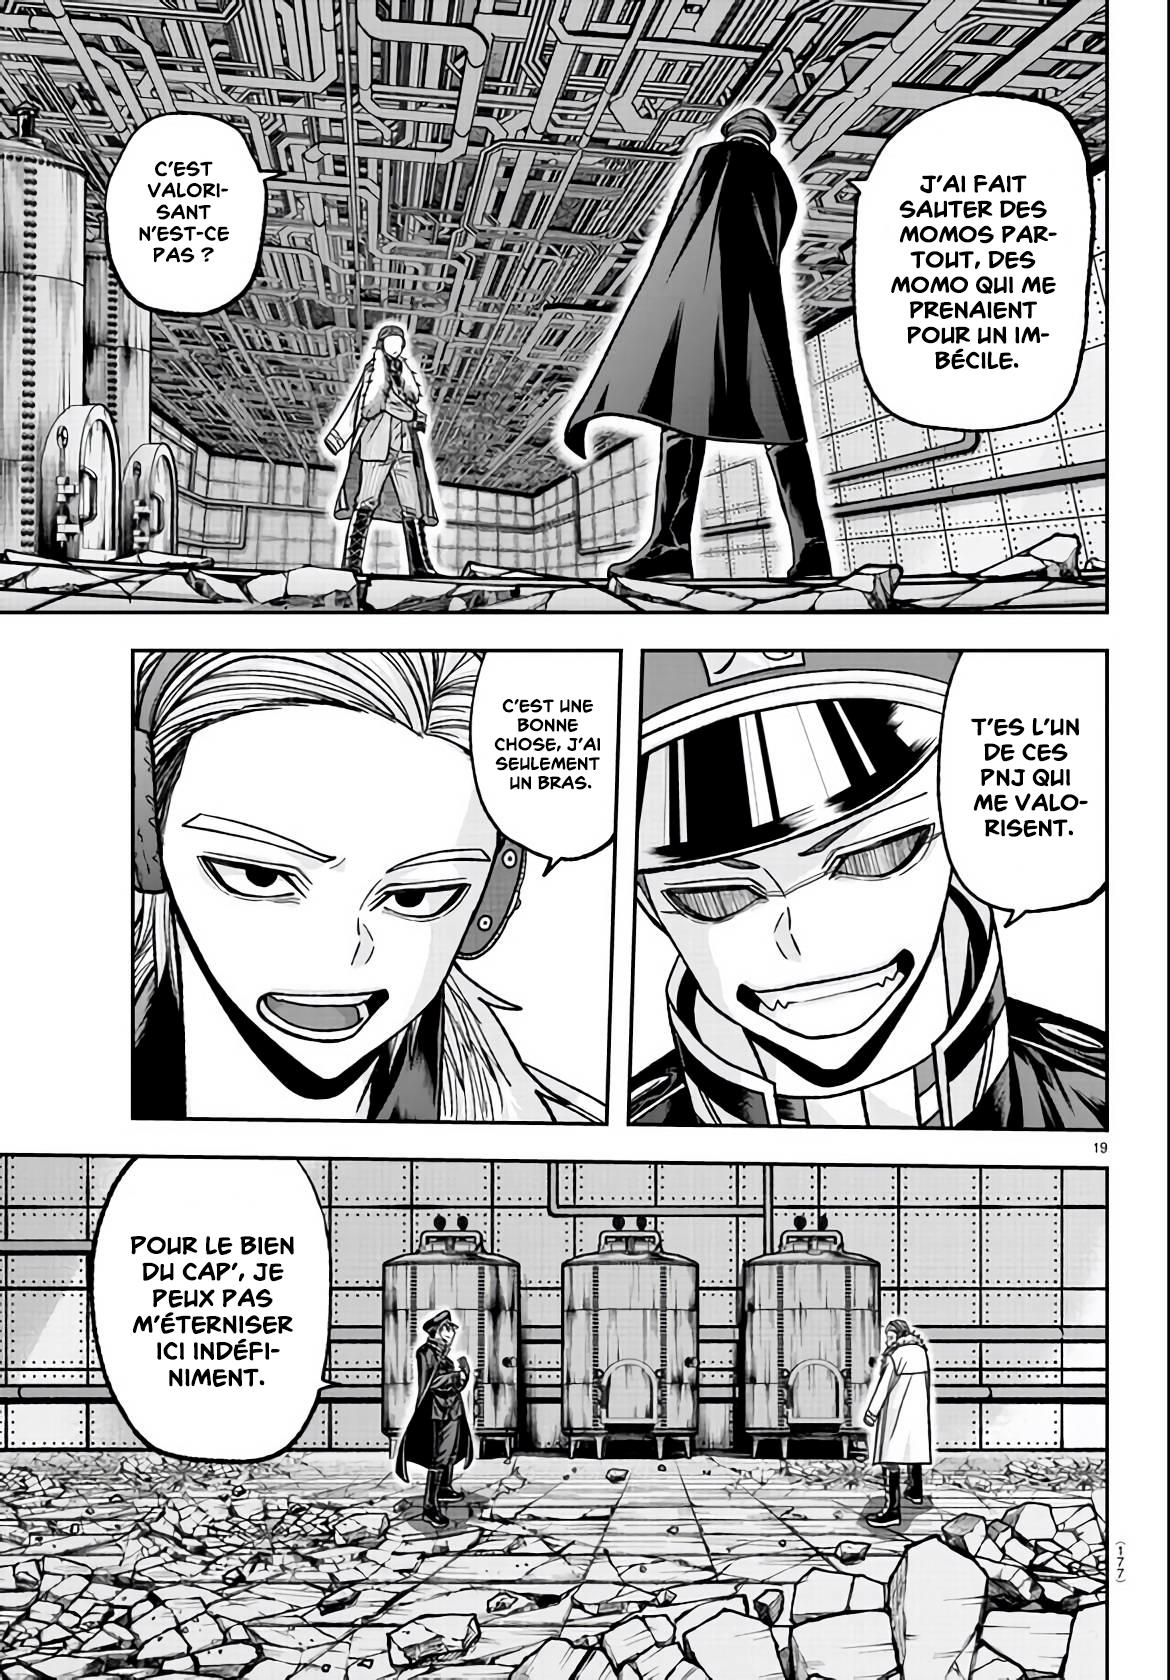 J'AI FAIT
SAUTER DES
MOMOS PAR-
TOUT, DES
MOMO QUI ME
PRENAIENT
POUR UN IM-
BÉCILE.
C'EST
VALORI-
SANT
N'EST-CE
PAS ?
T'ES L'UN
DE CES
PNJ QUI
ME VALO-
RISENT.
C'EST UNE
BONNE
CHOSE, J'AI
SEULEMENT
UN BRAS.
19
POUR LE BIEN
DU CAP', JE
PEUX PAS
M'ÉTERNISER
ICI INDÉFI-
NIMENT.
(177)